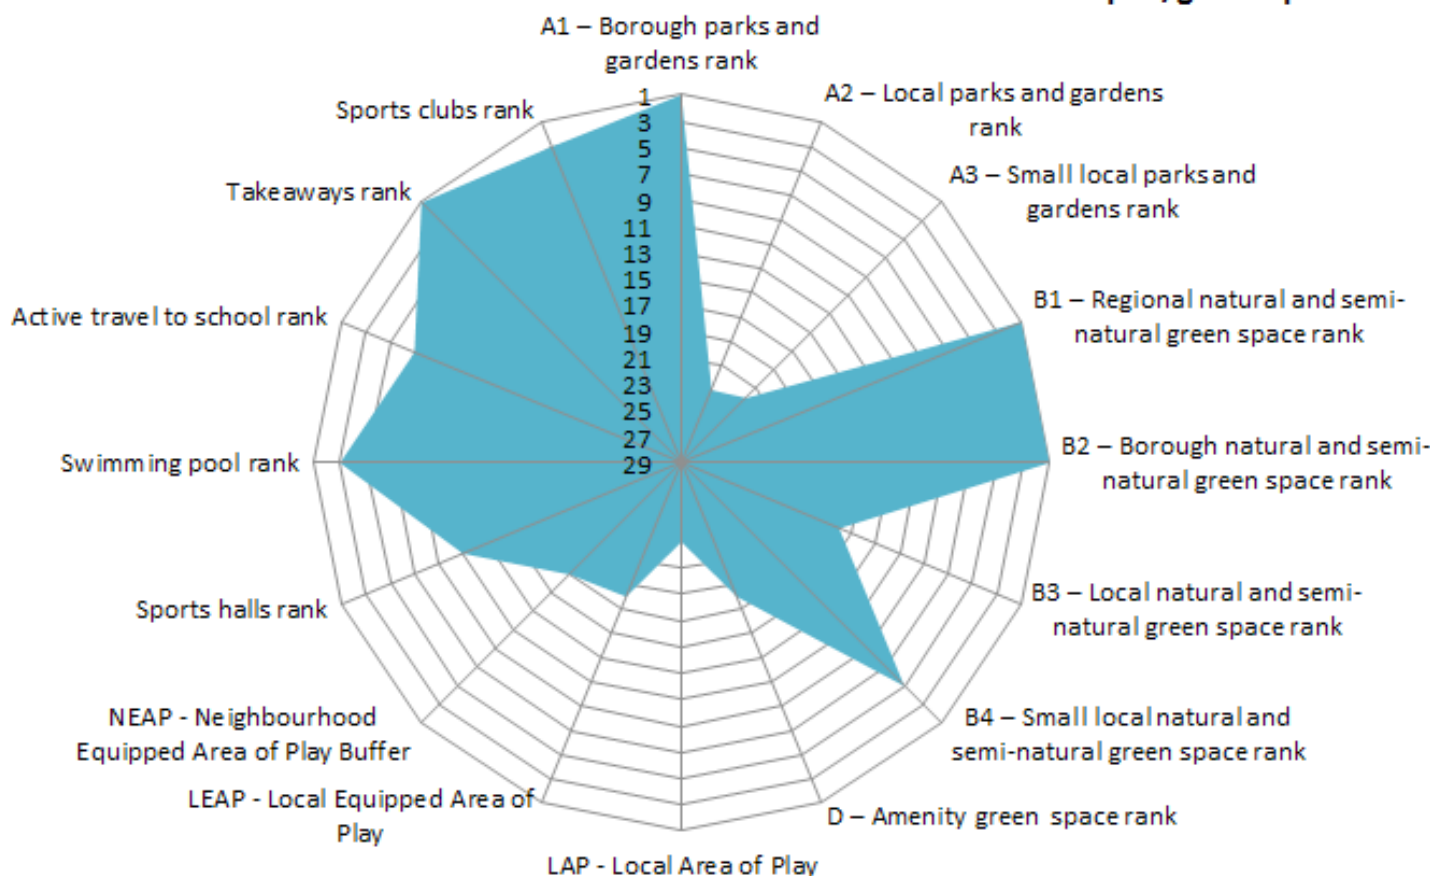 A1 – Borough parks and
gardens rank
A2 – Local parks and gardens
rank
A3 – Small local parks and
gardens rank
B1 – Regional natural and semi-
natural green space rank
B2 – Borough natural and semi-
natural green space rank
B3 – Local natural and semi-
natural green space rank
B4 – Small local natural and
semi-natural green space rank
D – Amenity green space rank
LAP - Local Area of Play
LEAP - Local Equipped Area of
Play
NEAP - Neighbourhood
Equipped Area of Play Buffer
Sports halls rank
Swimming pool rank
Active travel to school rank
Takeaways rank
Sports clubs rank
1
3
5
7
9
11
13
15
17
19
21
23
25
27
29